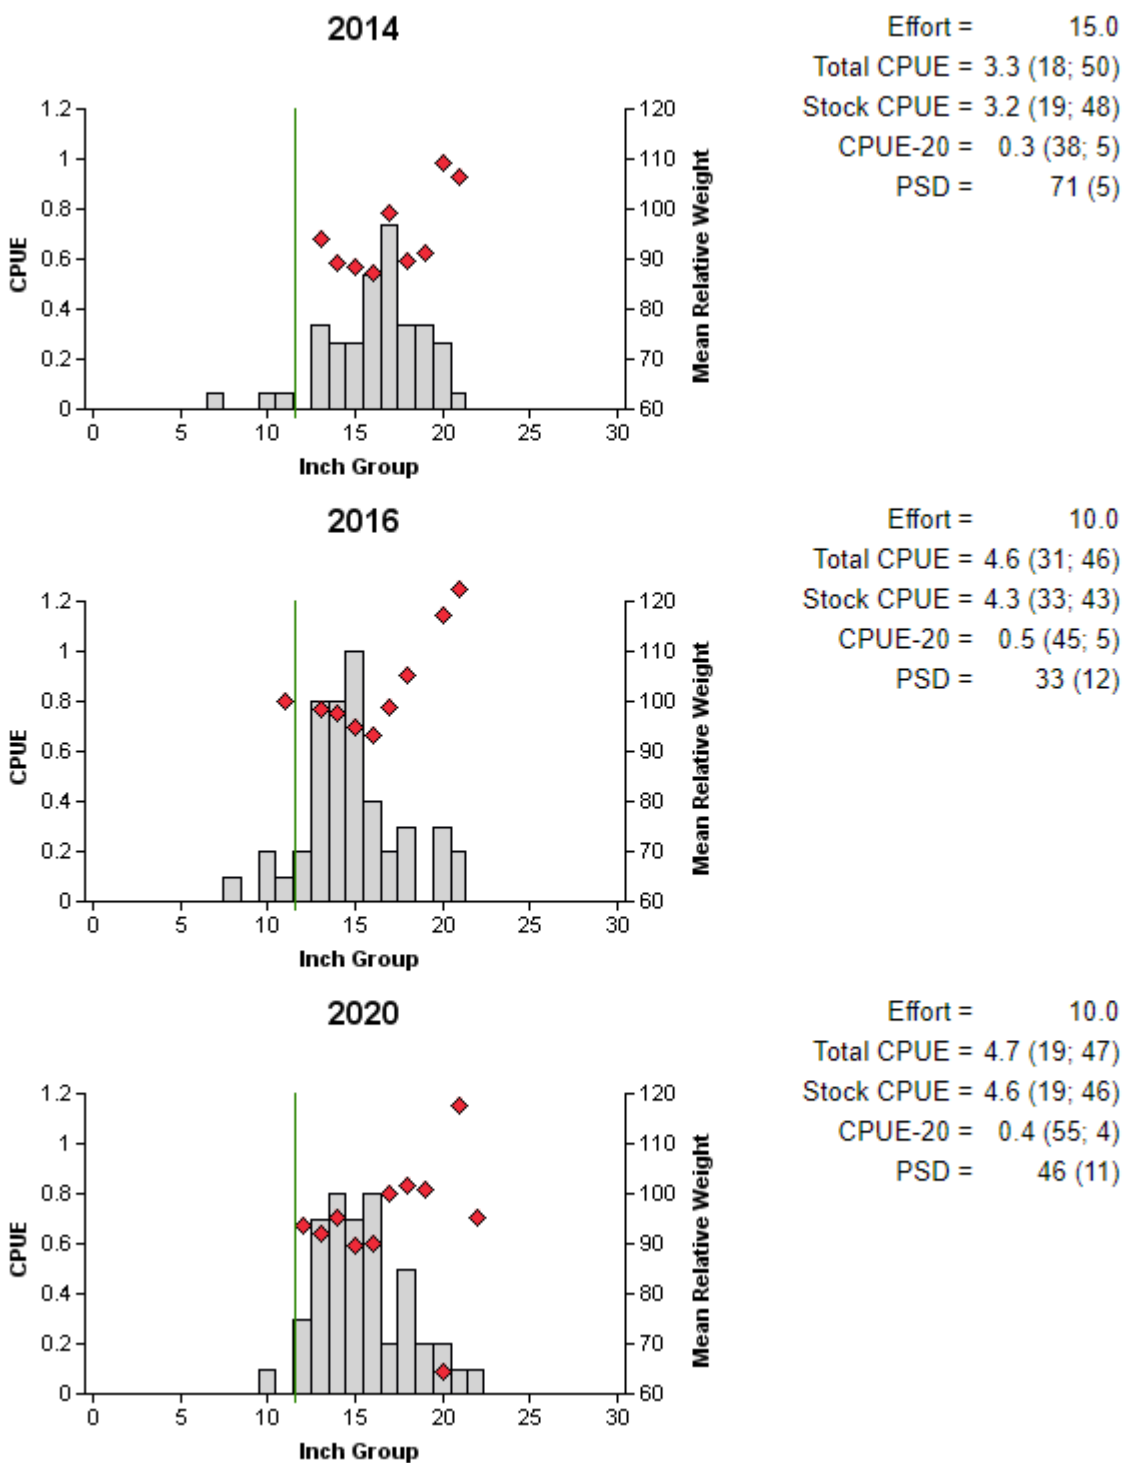 2014
Effort = 15.0
Total CPUE = 3.3 (18; 50)
Stock CPUE = 3.2 (19; 48)
CPUE-20 = 0.3 (38; 5)
PSD = 71 (5)
1.2
1
0.8
0.6
0.4
0.2
0
CPUE
120
110
100
90
80
70
60
Mean Relative Weight
0 5 10 15 20 25 30
Inch Group
2016
Effort = 10.0
Total CPUE = 4.6 (31; 46)
Stock CPUE = 4.3 (33; 43)
CPUE-20 = 0.5 (45; 5)
PSD = 33 (12)
1.2
1
0.8
0.6
0.4
0.2
0
CPUE
120
110
100
90
80
70
60
Mean Relative Weight
0 5 10 15 20 25 30
Inch Group
2020
Effort = 10.0
Total CPUE = 4.7 (19; 47)
Stock CPUE = 4.6 (19; 46)
CPUE-20 = 0.4 (55; 4)
PSD = 46 (11)
1.2
1
0.8
0.6
0.4
0.2
0
CPUE
120
110
100
90
80
70
60
Mean Relative Weight
0 5 10 15 20 25 30
Inch Group